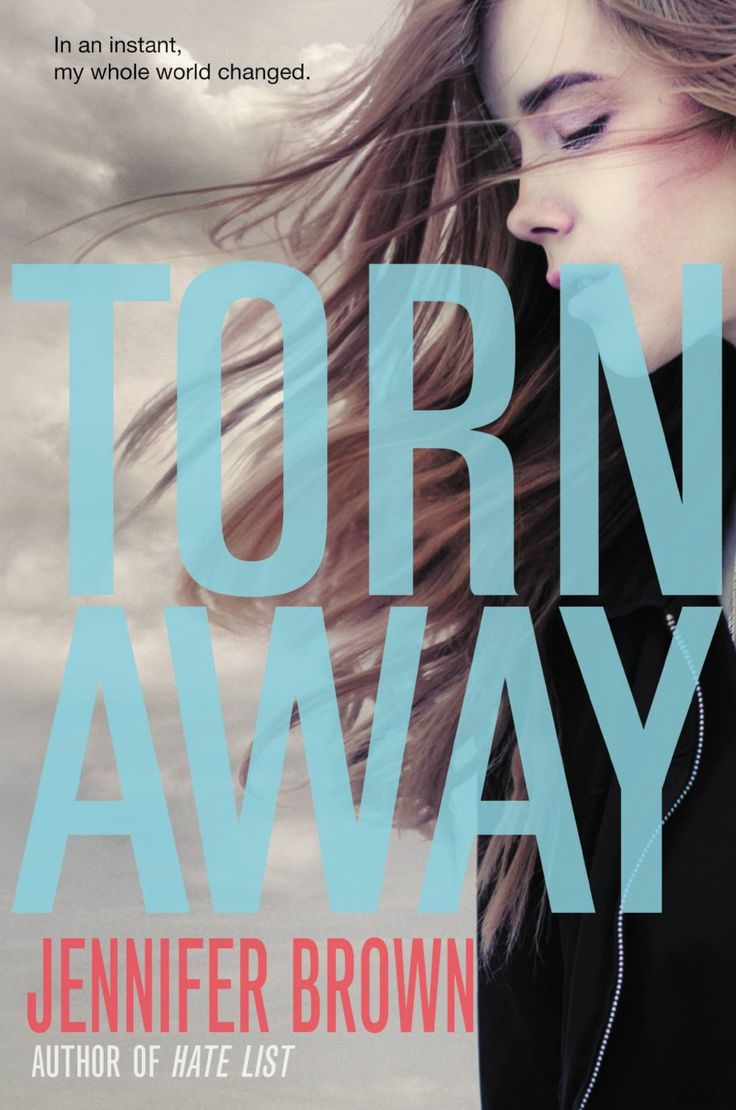 In an instant,
my whole world changed.
TORN
AWAY
JENNIFER BROWN
AUTHOR OF HATE LIST